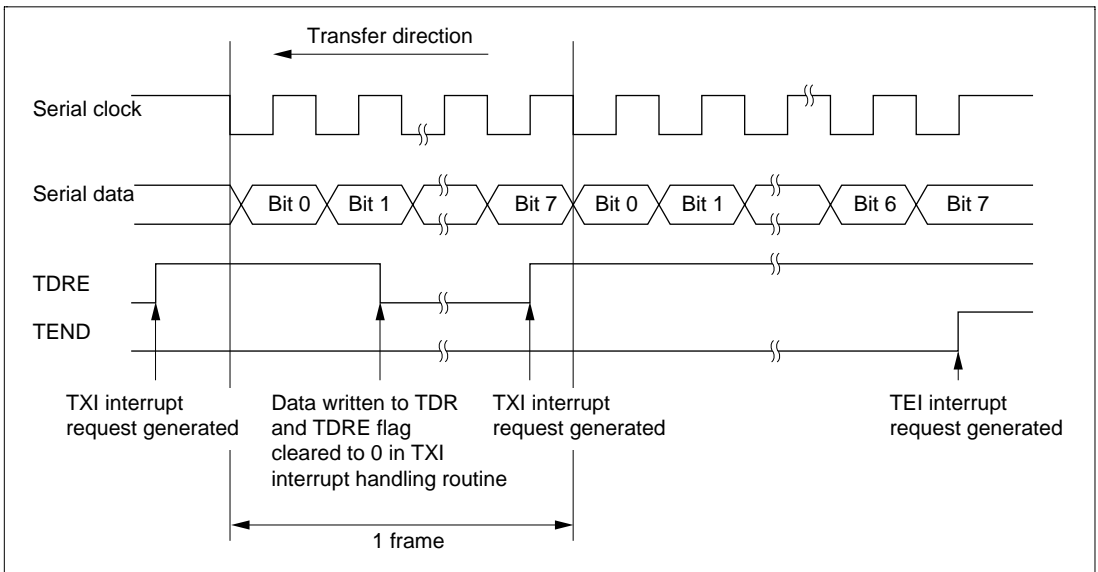 Transfer direction
Serial clock
Serial data
Bit 0 Bit 1 Bit 7 Bit 0 Bit 1 Bit 6 Bit 7
TDRE
TEND
TXI interrupt
request generated
Data written to TDR
and TDRE flag
cleared to 0 in TXI
interrupt handling routine
TXI interrupt
request generated
TEI interrupt
request generated
1 frame